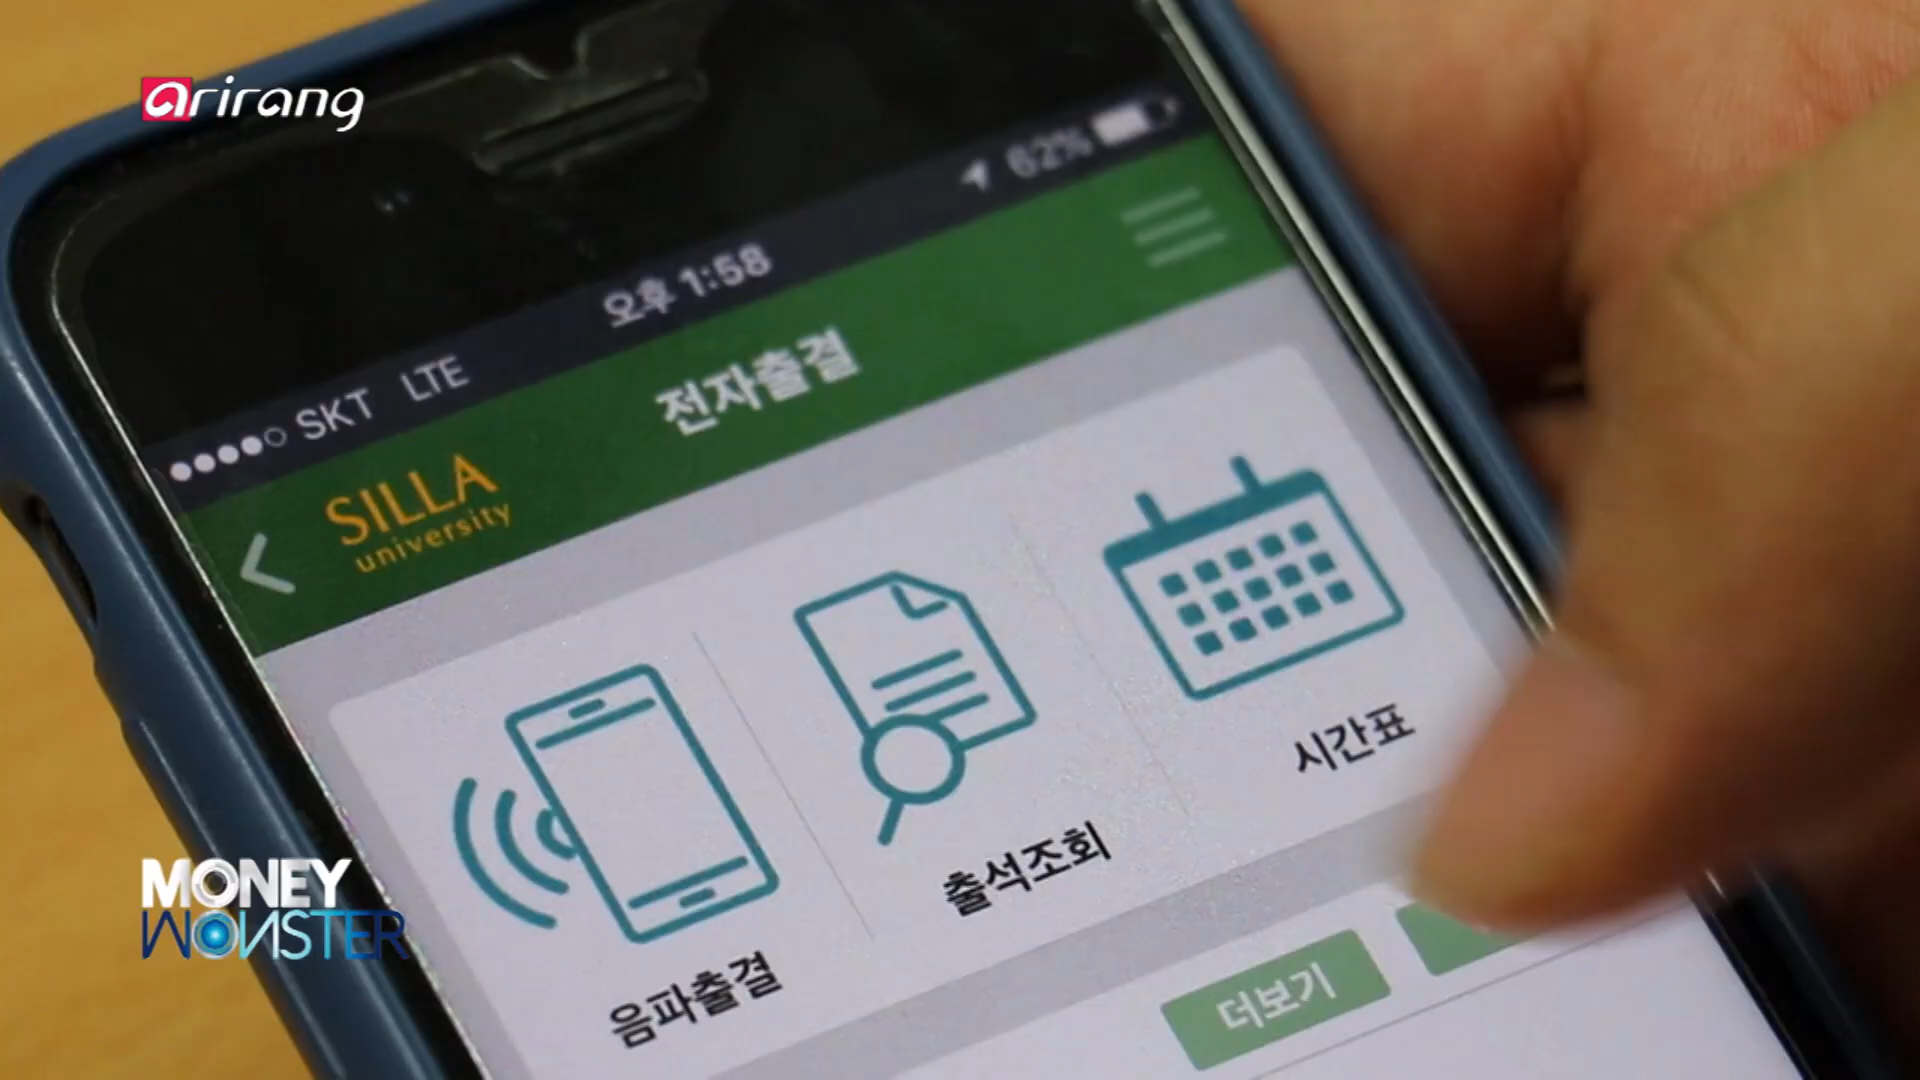 arirang
62%
오후 1:58
SKT LTE
전자출결
SILLA
university
시간표
출석조회
음파출결
더보기
MONEY
MONSTER